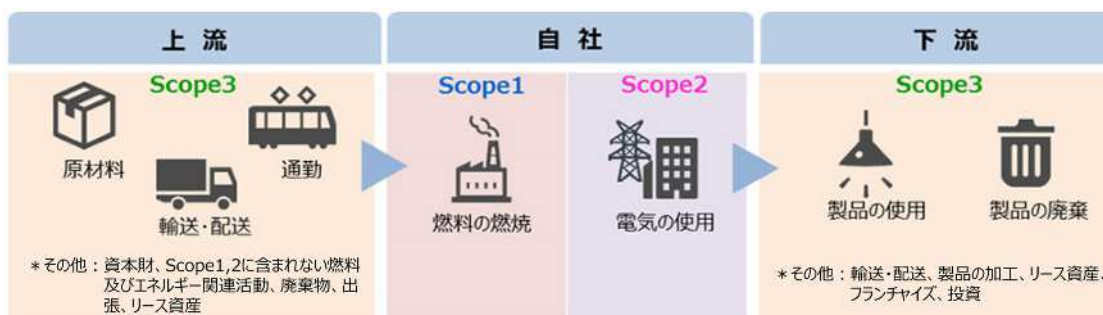 上流
自社
下流
Scope3
原材料
通勤
輸送・配送
*その他：資本財、Scope1,2に含まれない燃料
及びエネルギー関連活動、廃棄物、出
張、リース資産
Scope1
燃料の燃焼
Scope2
電気の使用
Scope3
製品の使用
製品の廃棄
*その他：輸送・配送、製品の加工、リース資産、
フランチャイズ、投資